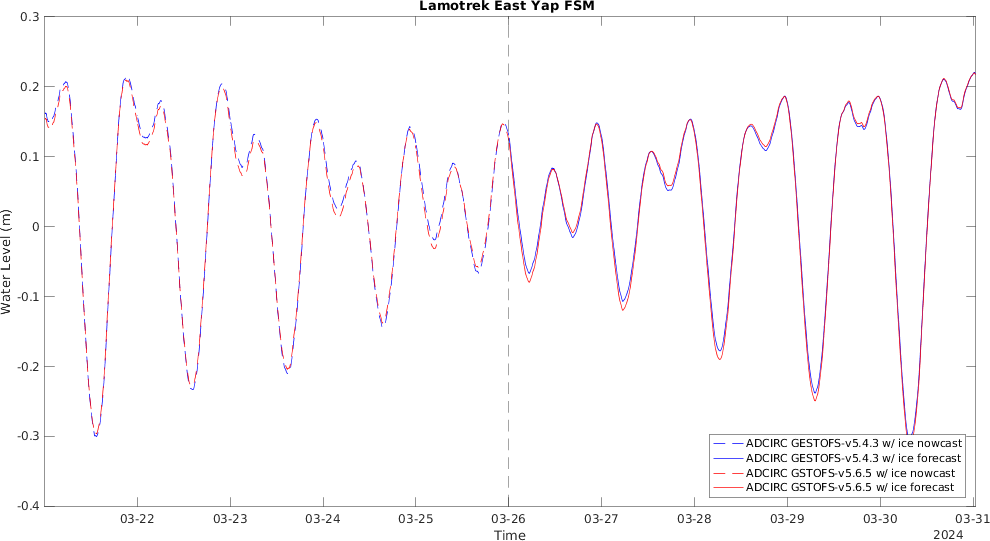 Lamotrek East Yap FSM
0.3
0.2
0.1
0
-0.1
-0.2
-0.3
-0.4
Water Level (m)
03-22
03-23
03-24
03-25
03-26
03-27
03-28
03-29
03-30
03-31
Time
2024
ADCIRC GESTOFS-v5.4.3 w/ ice nowcast
ADCIRC GESTOFS-v5.4.3 w/ ice forecast
ADCIRC GSTOFS-v5.6.5 w/ ice nowcast
ADCIRC GSTOFS-v5.6.5 w/ ice forecast